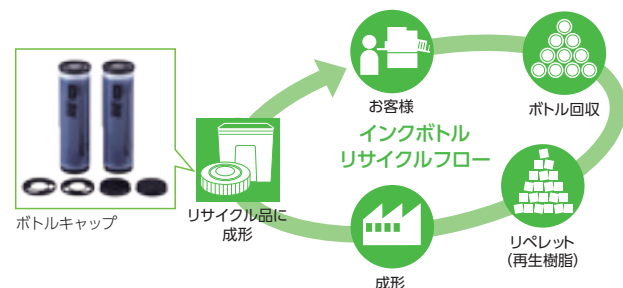 お客様
ボトル回収
インクボトル
リサイクルフロー
リサイクル品に
成形
ボトルキャップ
リペレット
（再生樹脂）
成形